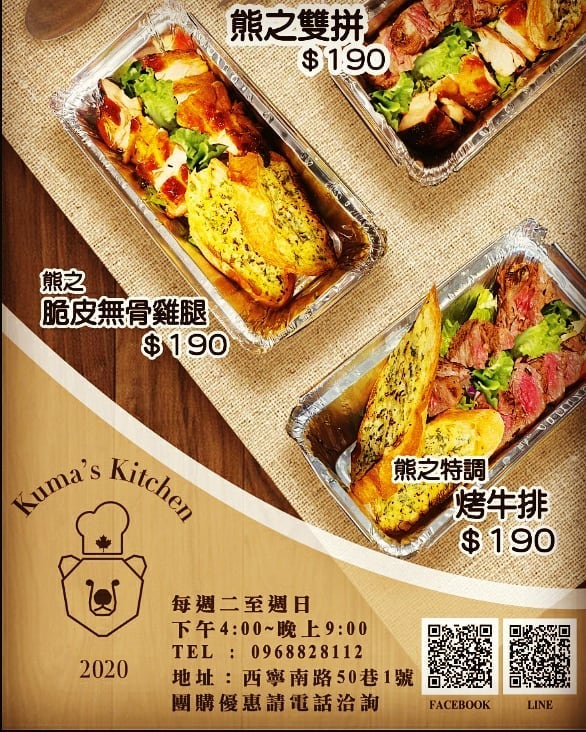 熊之雙拼
$190
熊之
脆皮無骨雞腿
$190
熊之特調
烤牛排
$190
Kuma's Kitchen
2020
每週二至週日
下午4:00~晚上9:00
TEL : 0968828112
地址：西寧南路50巷1號
團購優惠請電話洽詢
FACEBOOK
LINE